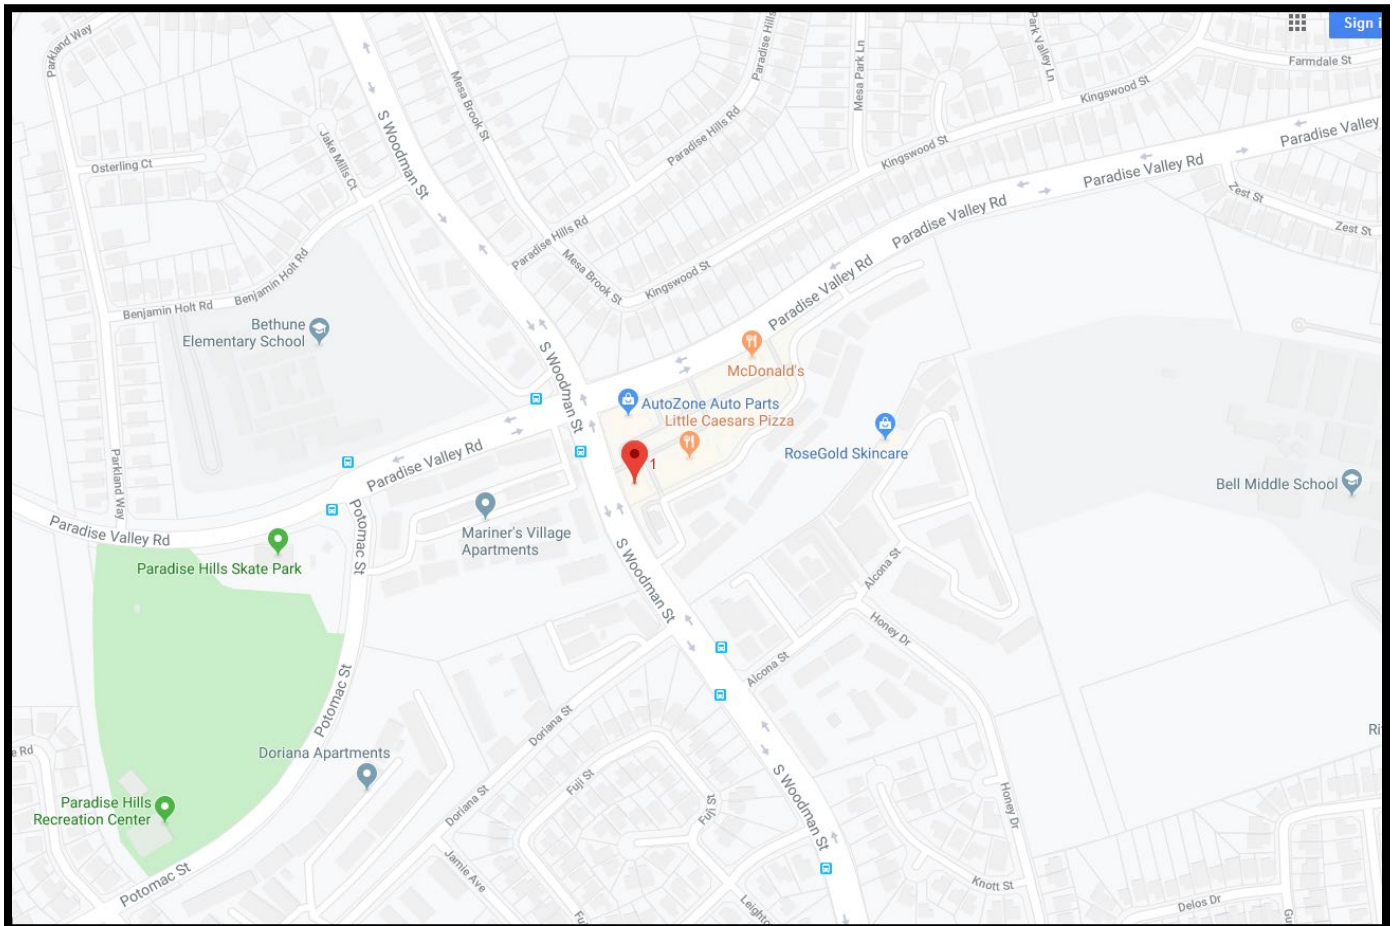 Parkland Way
Mesa Brook St
S Woodman St
Jake Mills Ct
Osterling Ct
Paradise Hills Rd
Paradise Hills
Mesa Park Ln
Park Valley Ln
Sign i
Farmdale St
Kingswood St
Kingswood St
Paradise Valley
Paradise Valley Rd
Zest St
Zest St
Paradise Valley Rd
Paradise Hills Rd
Mesa Brook St
Kingswood St
Benjamin Holt Rd
Benjamin Holt Rd
Bethune
Elementary School
S Woodman St
Paradise Valley Rd
McDonald's
AutoZone Auto Parts
Little Caesars Pizza
1
RoseGold Skincare
Bell Middle School
Paradise Valley Rd
Parkland Way
Paradise Valley Rd
Potomac St
Mariner's Village
Apartments
Paradise Hills Skate Park
S Woodman St
Alcona St
Honey Dr
Alcona St
Potomac St
Doriana St
Doriana Apartments
e Rd
Ri
Fuji St
Fuji St
S Woodman St
Honey Dr
Paradise Hills
Recreation Center
Doriana St
Jamie Ave
Potomac St
Knott St
Delos Dr
Leighto
Fu
Gu